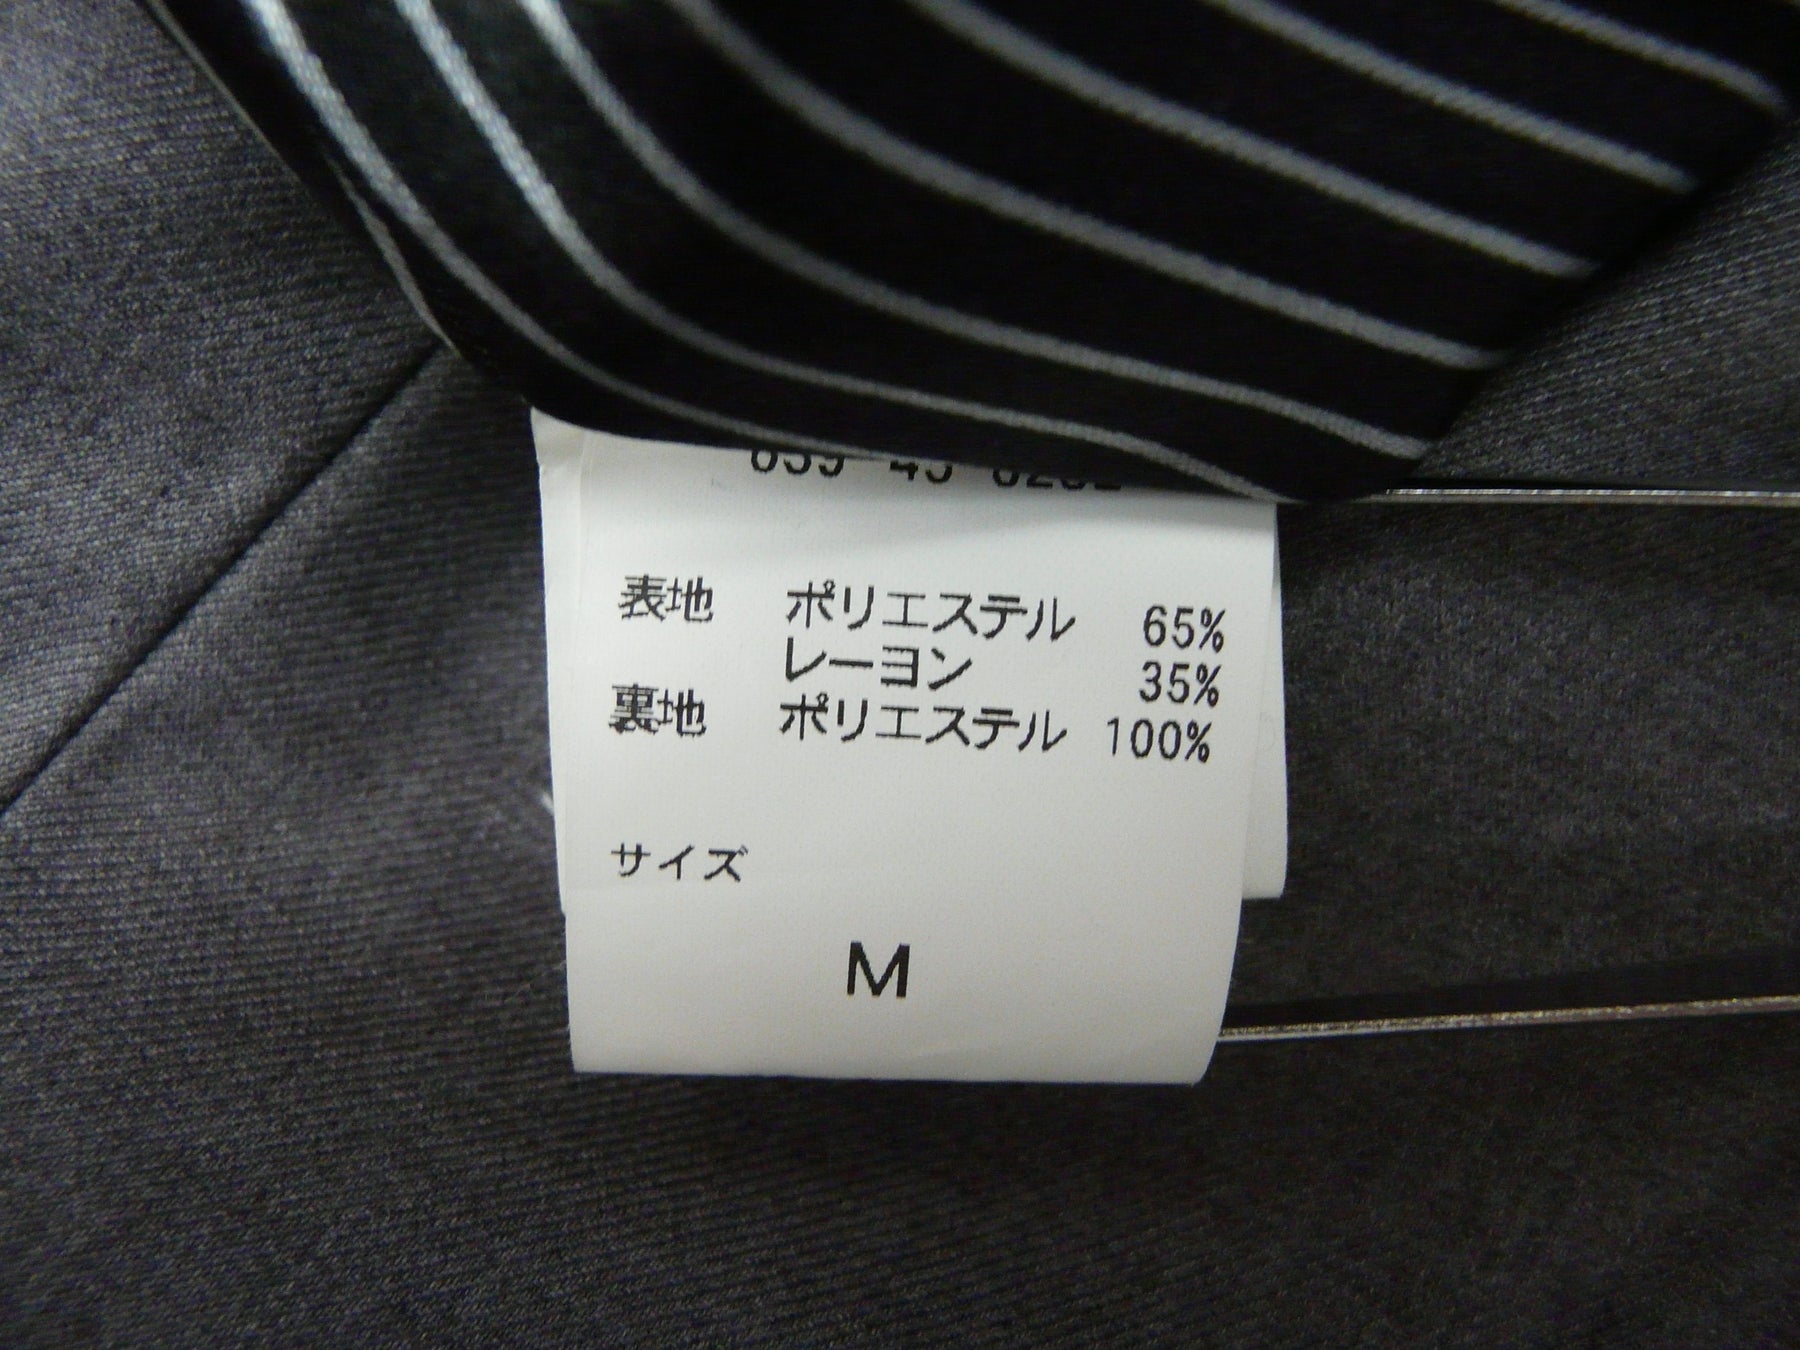 表地 ポリエステル 65%
レーヨン 35%
裏地 ポリエステル 100%
サイズ
M